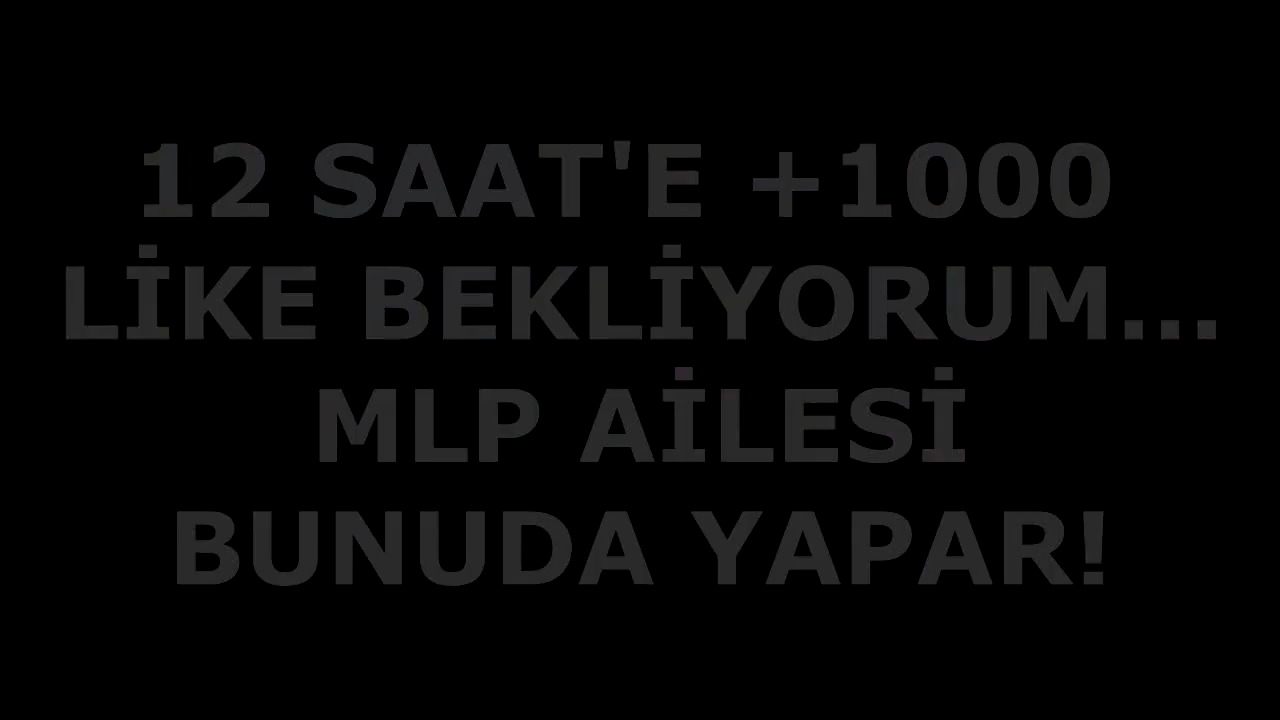 12 SAAT'E +1000
LİKE BEKLİYORUM...
MLP AİLESİ
BUNUDA YAPAR!